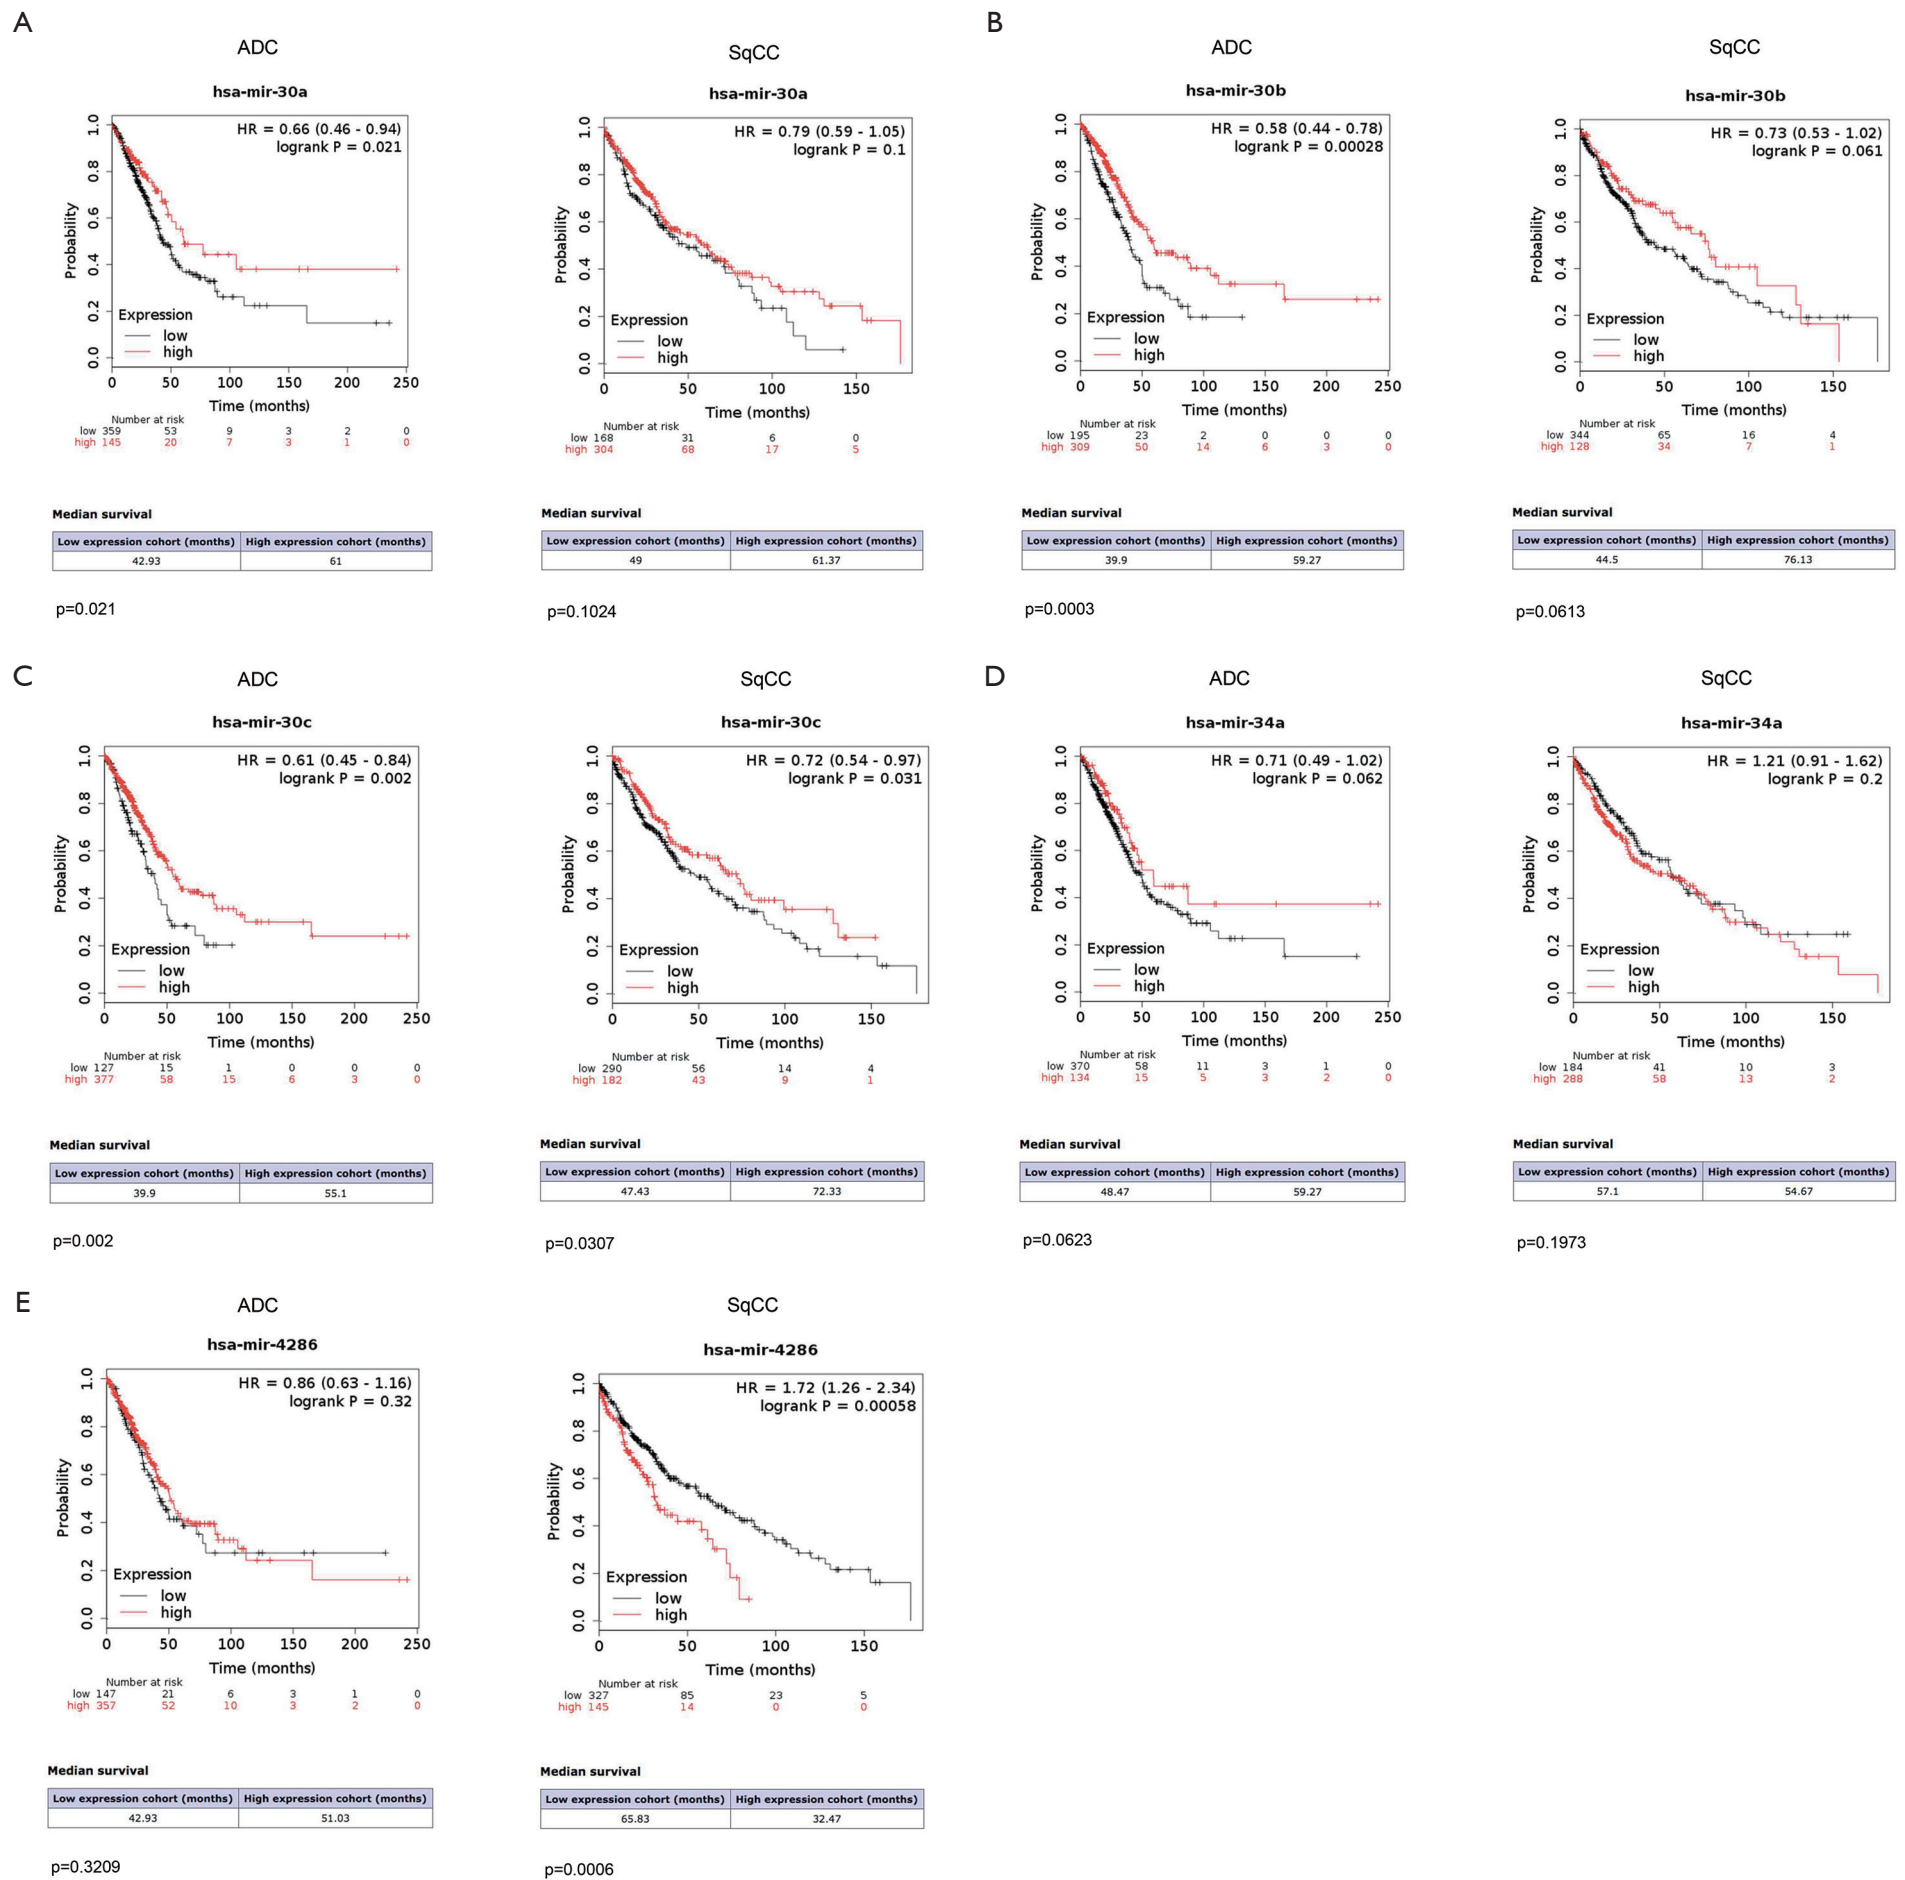 A
ADC
hsa-mir-30a
HR = 0.66 (0.46 - 0.94)
logrank P = 0.021
Probability
0.0 0.2 0.4 0.6 0.8 1.0
Expression
low
high
0 50 100 150 200 250
Time (months)
Number at risk
low 359 53 9 3 2 0
high 145 20 7 3 1 0
Median survival
Low expression cohort (months) High expression cohort (months)
42.93 61
p=0.021
SqCC
hsa-mir-30a
HR = 0.79 (0.59 - 1.05)
logrank P = 0.1
Probability
0.0 0.2 0.4 0.6 0.8 1.0
Expression
low
high
0 50 100 150
Time (months)
Number at risk
low 168 31 6 0
high 304 68 17 5
Median survival
Low expression cohort (months) High expression cohort (months)
49 61.37
p=0.1024
B
ADC
hsa-mir-30b
HR = 0.58 (0.44 - 0.78)
logrank P = 0.00028
Probability
0.0 0.2 0.4 0.6 0.8 1.0
Expression
low
high
0 50 100 150 200 250
Time (months)
Number at risk
low 195 23 2 0 0 0
high 309 50 14 6 3 0
Median survival
Low expression cohort (months) High expression cohort (months)
39.9 59.27
p=0.0003
SqCC
hsa-mir-30b
HR = 0.73 (0.53 - 1.02)
logrank P = 0.061
Probability
0.0 0.2 0.4 0.6 0.8 1.0
Expression
low
high
0 50 100 150
Time (months)
Number at risk
low 344 65 16 4
high 128 34 7 1
Median survival
Low expression cohort (months) High expression cohort (months)
44.5 76.13
p=0.0613
C
ADC
hsa-mir-30c
HR = 0.61 (0.45 - 0.84)
logrank P = 0.002
Probability
0.0 0.2 0.4 0.6 0.8 1.0
Expression
low
high
0 50 100 150 200 250
Time (months)
Number at risk
low 127 15 1 0 0 0
high 377 58 15 6 3 0
Median survival
Low expression cohort (months) High expression cohort (months)
39.9 55.1
p=0.002
SqCC
hsa-mir-30c
HR = 0.72 (0.54 - 0.97)
logrank P = 0.031
Probability
0.0 0.2 0.4 0.6 0.8 1.0
Expression
low
high
0 50 100 150
Time (months)
Number at risk
low 290 56 14 4
high 182 43 9 1
Median survival
Low expression cohort (months) High expression cohort (months)
47.43 72.33
p=0.0307
D
ADC
hsa-mir-34a
HR = 0.71 (0.49 - 1.02)
logrank P = 0.062
Probability
0.0 0.2 0.4 0.6 0.8 1.0
Expression
low
high
0 50 100 150 200 250
Time (months)
Number at risk
low 370 58 11 3 1 0
high 134 15 5 3 2 0
Median survival
Low expression cohort (months) High expression cohort (months)
48.47 59.27
p=0.0623
SqCC
hsa-mir-34a
HR = 1.21 (0.91 - 1.62)
logrank P = 0.2
Probability
0.0 0.2 0.4 0.6 0.8 1.0
Expression
low
high
0 50 100 150
Time (months)
Number at risk
low 184 41 10 3
high 288 58 13 2
Median survival
Low expression cohort (months) High expression cohort (months)
57.1 54.67
p=0.1973
E
ADC
hsa-mir-4286
HR = 0.86 (0.63 - 1.16)
logrank P = 0.32
Probability
0.0 0.2 0.4 0.6 0.8 1.0
Expression
low
high
0 50 100 150 200 250
Time (months)
Number at risk
low 147 21 6 3 1 0
high 357 52 10 3 2 0
Median survival
Low expression cohort (months) High expression cohort (months)
42.93 51.03
p=0.3209
SqCC
hsa-mir-4286
HR = 1.72 (1.26 - 2.34)
logrank P = 0.00058
Probability
0.0 0.2 0.4 0.6 0.8 1.0
Expression
low
high
0 50 100 150
Time (months)
Number at risk
low 327 85 23 5
high 145 14 0 0
Median survival
Low expression cohort (months) High expression cohort (months)
65.83 32.47
p=0.0006